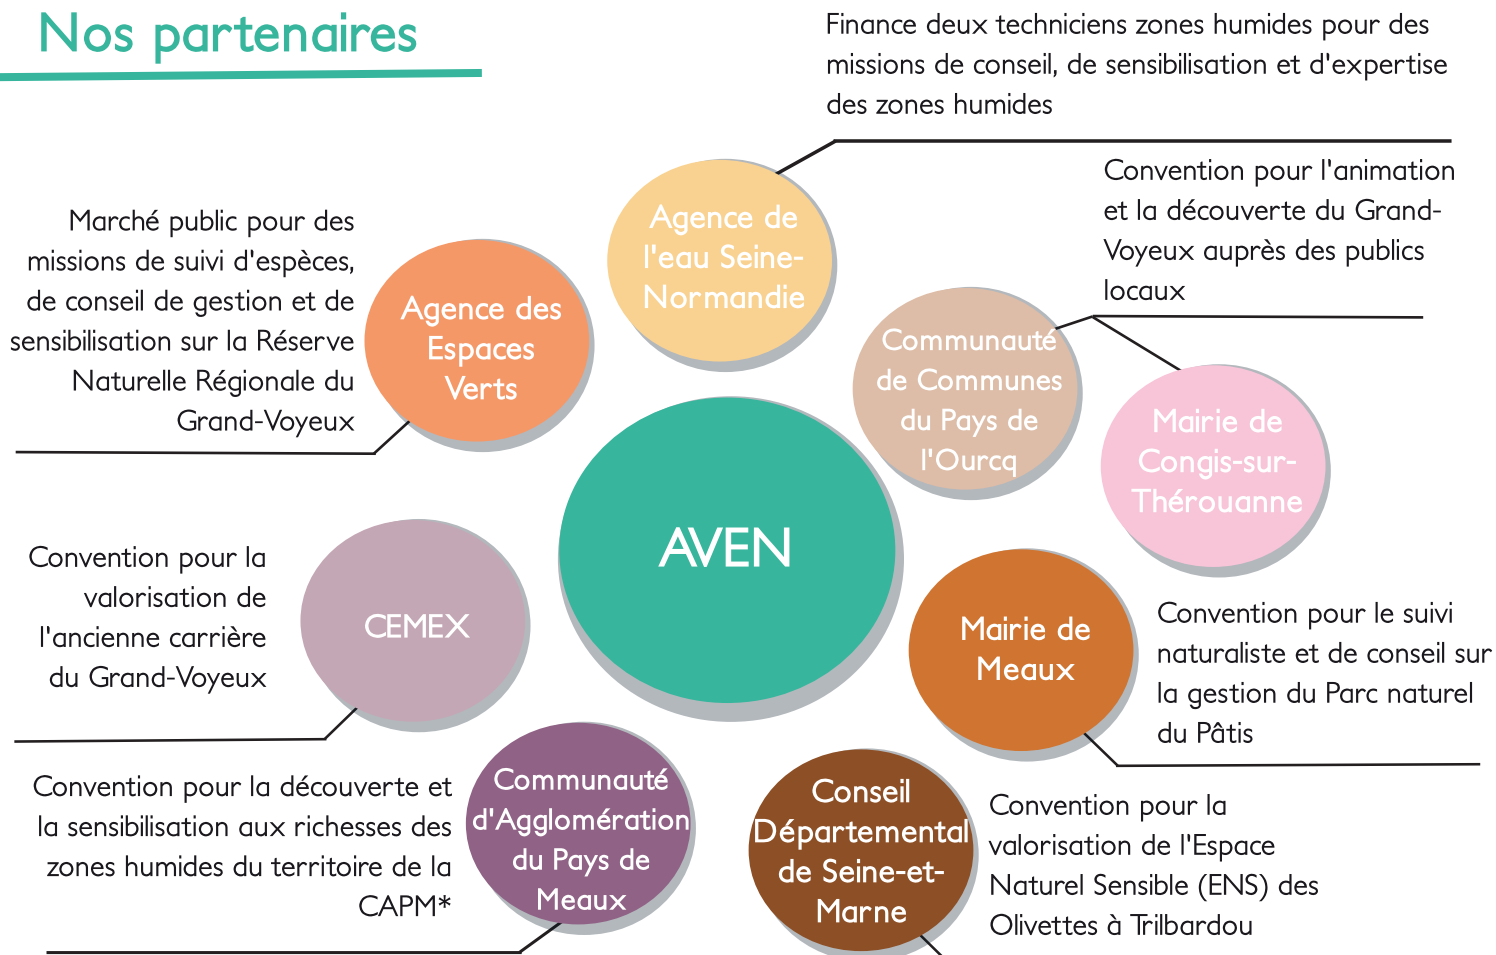 Nos partenaires
Finance deux techniciens zones humides pour des
missions de conseil, de sensibilisation et d'expertise
des zones humides
Agence de
l'eau Seine-
Normandie
Convention pour l'animation
et la découverte du Grand-
Voyeux auprès des publics
locaux
Marché public pour des
missions de suivi d'espèces,
de conseil de gestion et de
sensibilisation sur la Réserve
Naturelle Régionale du
Grand-Voyeux
Agence des
Espaces
Verts
Communauté
de Communes
du Pays de
l'Ourcq
Mairie de
Congis-sur-
Thérouanne
AVEN
Convention pour la
valorisation de
l'ancienne carrière
du Grand-Voyeux
CEMEX
Mairie de
Meaux
Convention pour le suivi
naturaliste et de conseil sur
la gestion du Parc naturel
du Pâtis
Convention pour la découverte et
la sensibilisation aux richesses des
zones humides du territoire de la
CAPM*
Communauté
d'Agglomération
du Pays de
Meaux
Conseil
Départemental
de Seine-et-
Marne
Convention pour la
valorisation de l'Espace
Naturel Sensible (ENS) des
Olivettes à Trilbardou